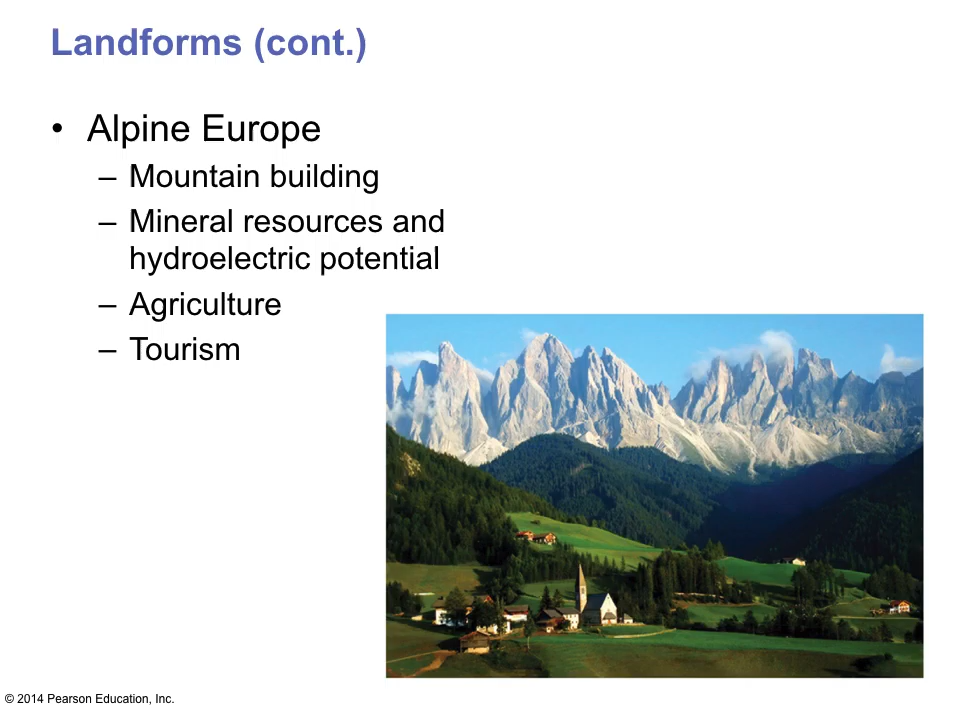 Landforms (cont.)
• Alpine Europe
– Mountain building
– Mineral resources and
hydroelectric potential
– Agriculture
– Tourism
© 2014 Pearson Education, Inc.